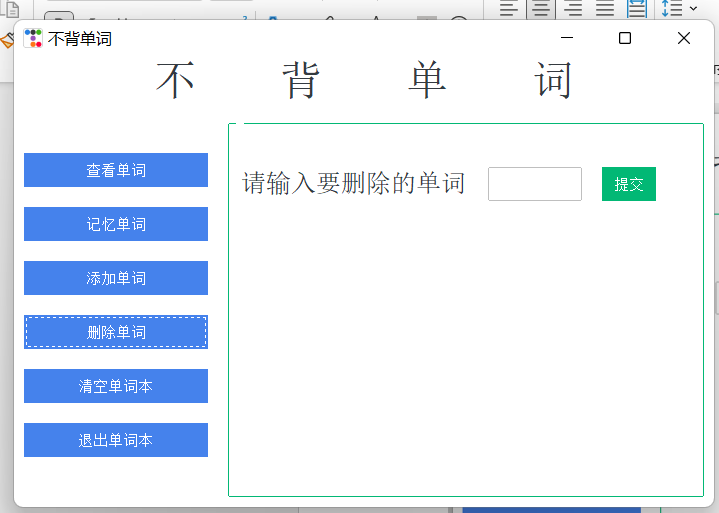 不背单词
不 背 单 词
查看单词
记忆单词
添加单词
删除单词
清空单词本
退出单词本
请输入要删除的单词
提交